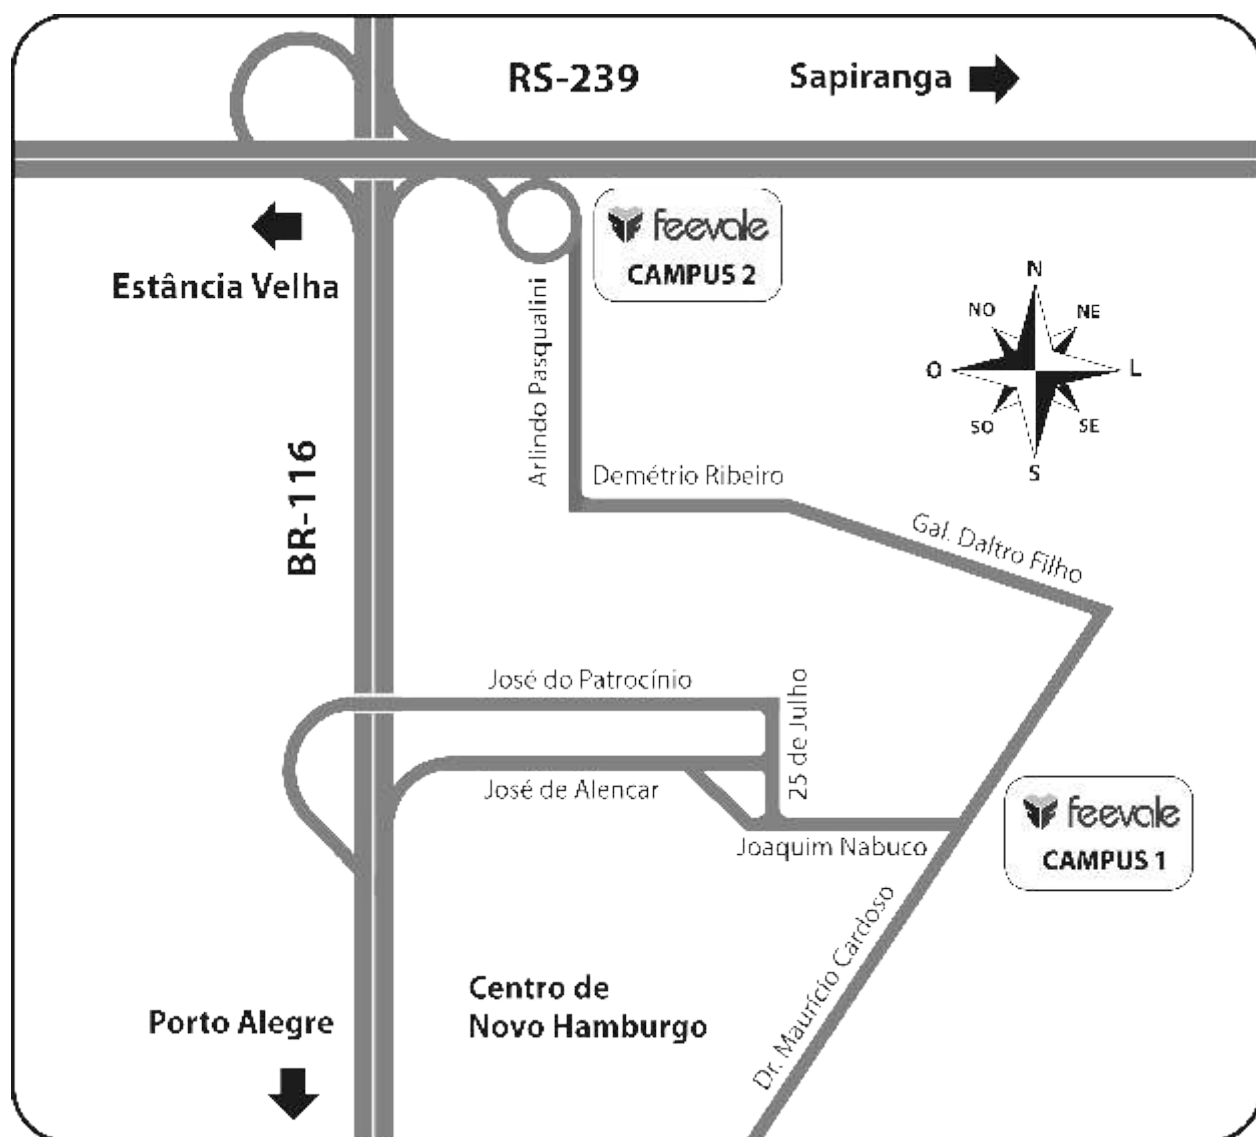 RS-239
Sapiranga
feevale
CAMPUS 2
Estância Velha
N
NO
NE
O
L
SO
SE
S
Arlindo Pasqualini
BR-116
Demétrio Ribeiro
Gal. Daltro Filho
José do Patrocínio
25 de Julho
José de Alencar
feevale
CAMPUS 1
Joaquim Nabuco
Dr. Maurício Cardoso
Centro de
Novo Hamburgo
Porto Alegre